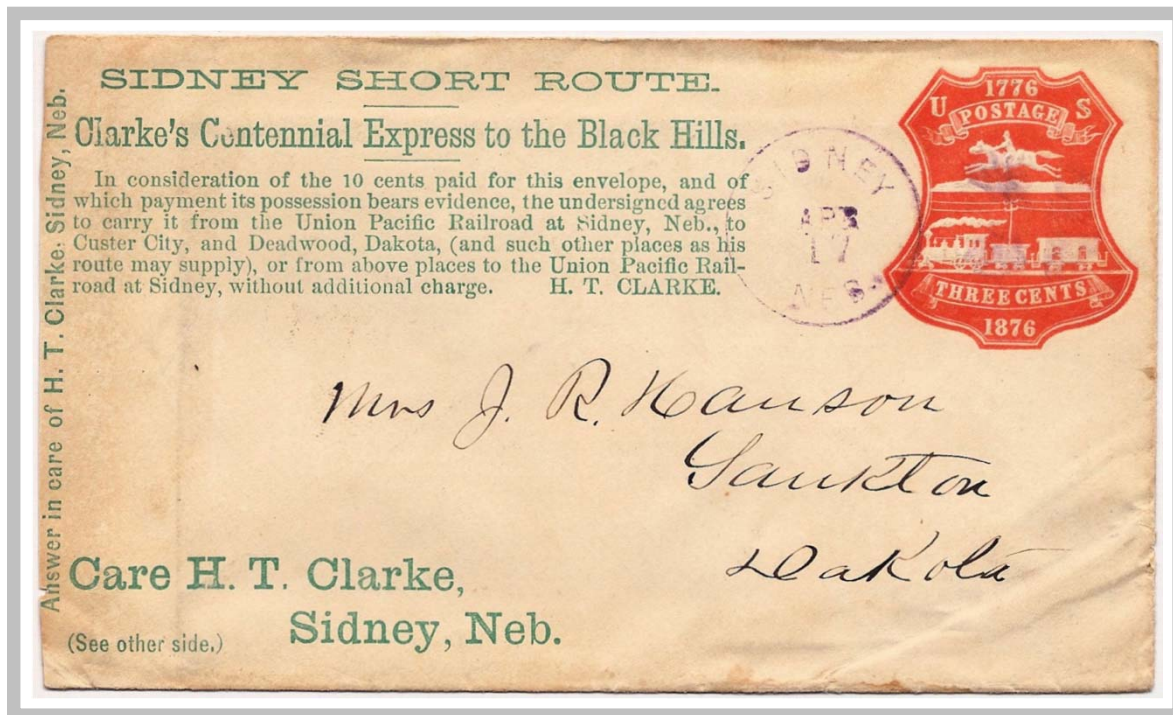 SIDNEY SHORT ROUTE.
Clarke's Centennial Express to the Black Hills.
In consideration of the 10 cents paid for this envelope, and of
which payment its possession bears evidence, the undersigned agrees
to carry it from the Union Pacific Railroad at Sidney, Neb., to
Custer City, and Deadwood, Dakota, (and such other places as his
route may supply), or from above places to the Union Pacific Rail-
road at Sidney, without additional charge. H. T. CLARKE.
Answer in care of H. T. Clarke, Sidney, Neb.
SIDNEY
APR
17
NEB.
1776
U S
POSTAGE
THREE CENTS
1876
Mrs J. R. Hanson
Yankton
Dakota
Care H. T. Clarke,
Sidney, Neb.
(See other side.)